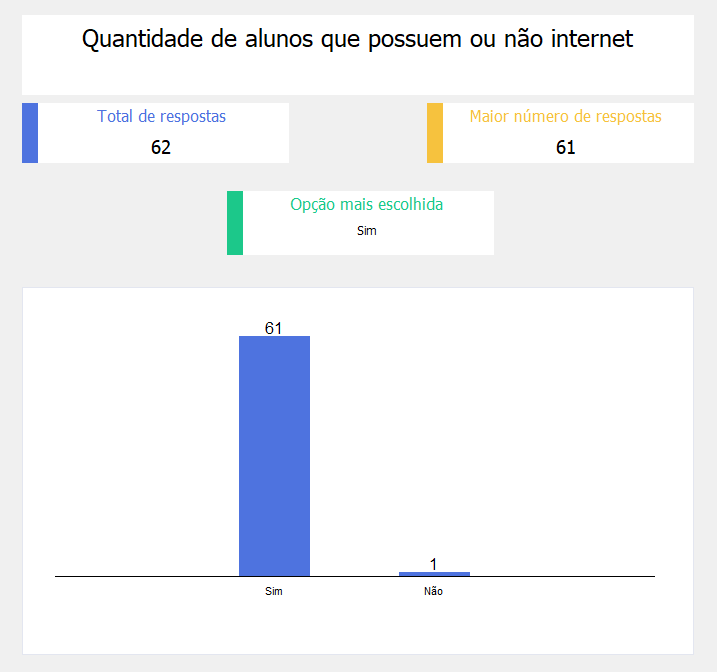 Quantidade de alunos que possuem ou não internet
Total de respostas
62
Maior número de respostas
61
Opção mais escolhida
Sim
61
1
Sim
Não